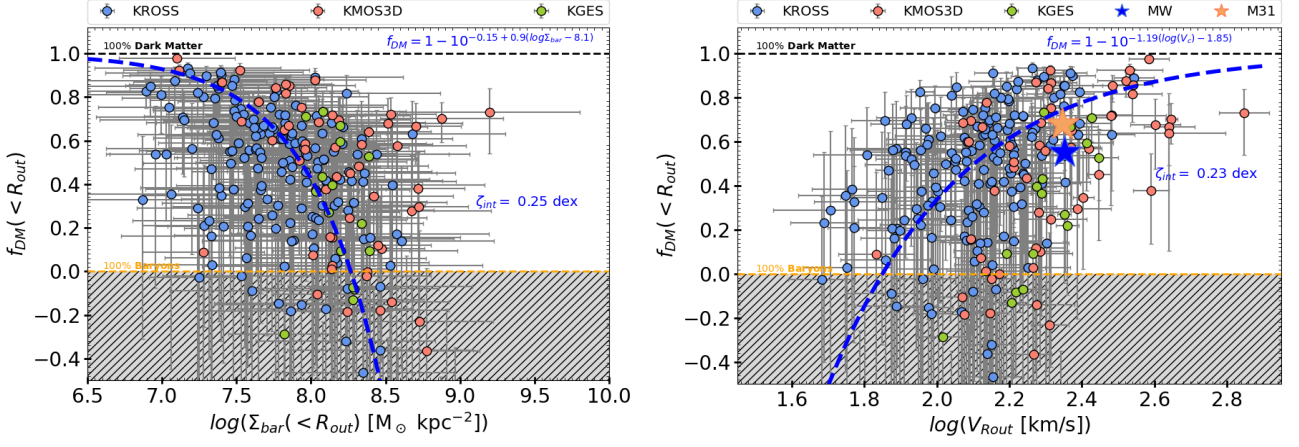 KROSS KMOS3D KGES
100% Dark Matter
f_DM = 1 − 10^{−0.15 + 0.9(logΣ_bar − 8.1)}
1.0
0.8
0.6
0.4
0.2
0.0
−0.2
−0.4
f_DM(< R_out)
ζ_int = 0.25 dex
100% Baryons
6.5 7.0 7.5 8.0 8.5 9.0 9.5 10.0
log(Σ_bar(< R_out) [M_⊙ kpc^{−2}])
KROSS KMOS3D KGES MW M31
100% Dark Matter
f_DM = 1 − 10^{−1.19(log(V_c) − 1.85)}
1.0
0.8
0.6
0.4
0.2
0.0
−0.2
−0.4
f_DM(< R_out)
ζ_int = 0.23 dex
100% Baryons
1.6 1.8 2.0 2.2 2.4 2.6 2.8
log(V_Rout [km/s])